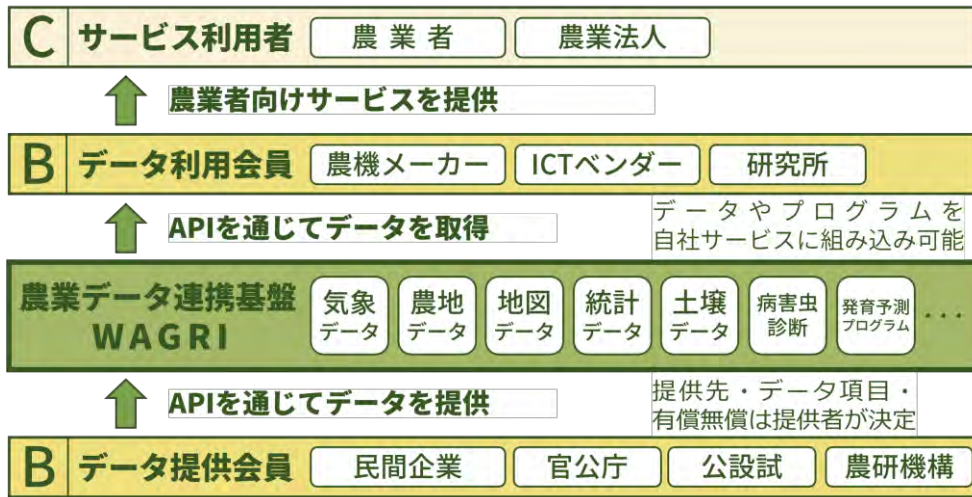 C サービス利用者 農業者 農業法人
農業者向けサービスを提供
B データ利用会員 農機メーカー ICTベンダー 研究所
APIを通じてデータを取得
データやプログラムを
自社サービスに組み込み可能
農業データ連携基盤
WAGRI
気象
データ
農地
データ
地図
データ
統計
データ
土壌
データ
病害虫
診断
発育予測
プログラム
・・・
APIを通じてデータを提供
提供先・データ項目・
有償無償は提供者が決定
B データ提供会員 民間企業 官公庁 公設試 農研機構